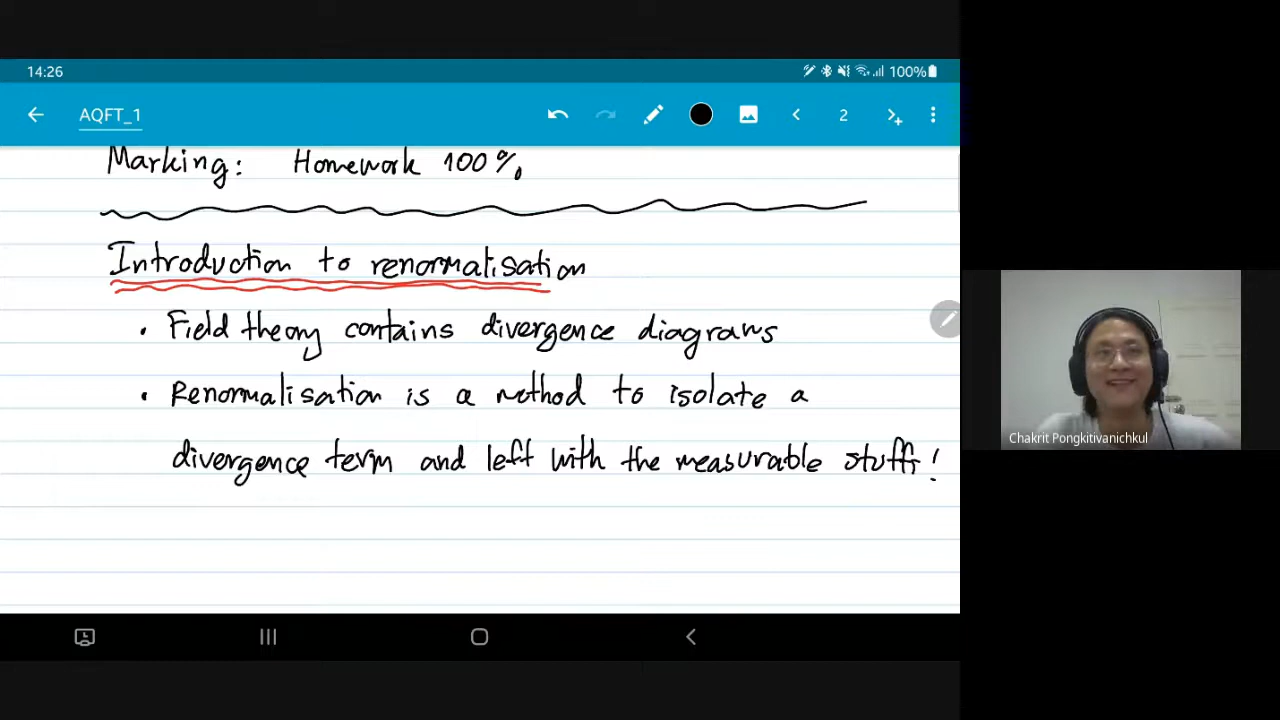 14:26
100%
AQFT_1
2
Marking: Homework 100%
Introduction to renormalisation
• Field theory contains divergence diagrams
• Renormalisation is a method to isolate a
divergence term and left with the measurable stuffs!
Chakrit Pongkitivanichkul